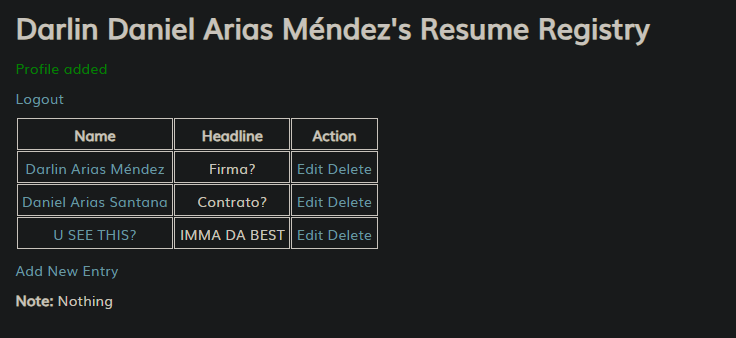 Darlin Daniel Arias Méndez's Resume Registry
Profile added
Logout
Name Headline Action
Darlin Arias Méndez Firma? Edit Delete
Daniel Arias Santana Contrato? Edit Delete
U SEE THIS? IMMA DA BEST Edit Delete
Add New Entry
Note: Nothing